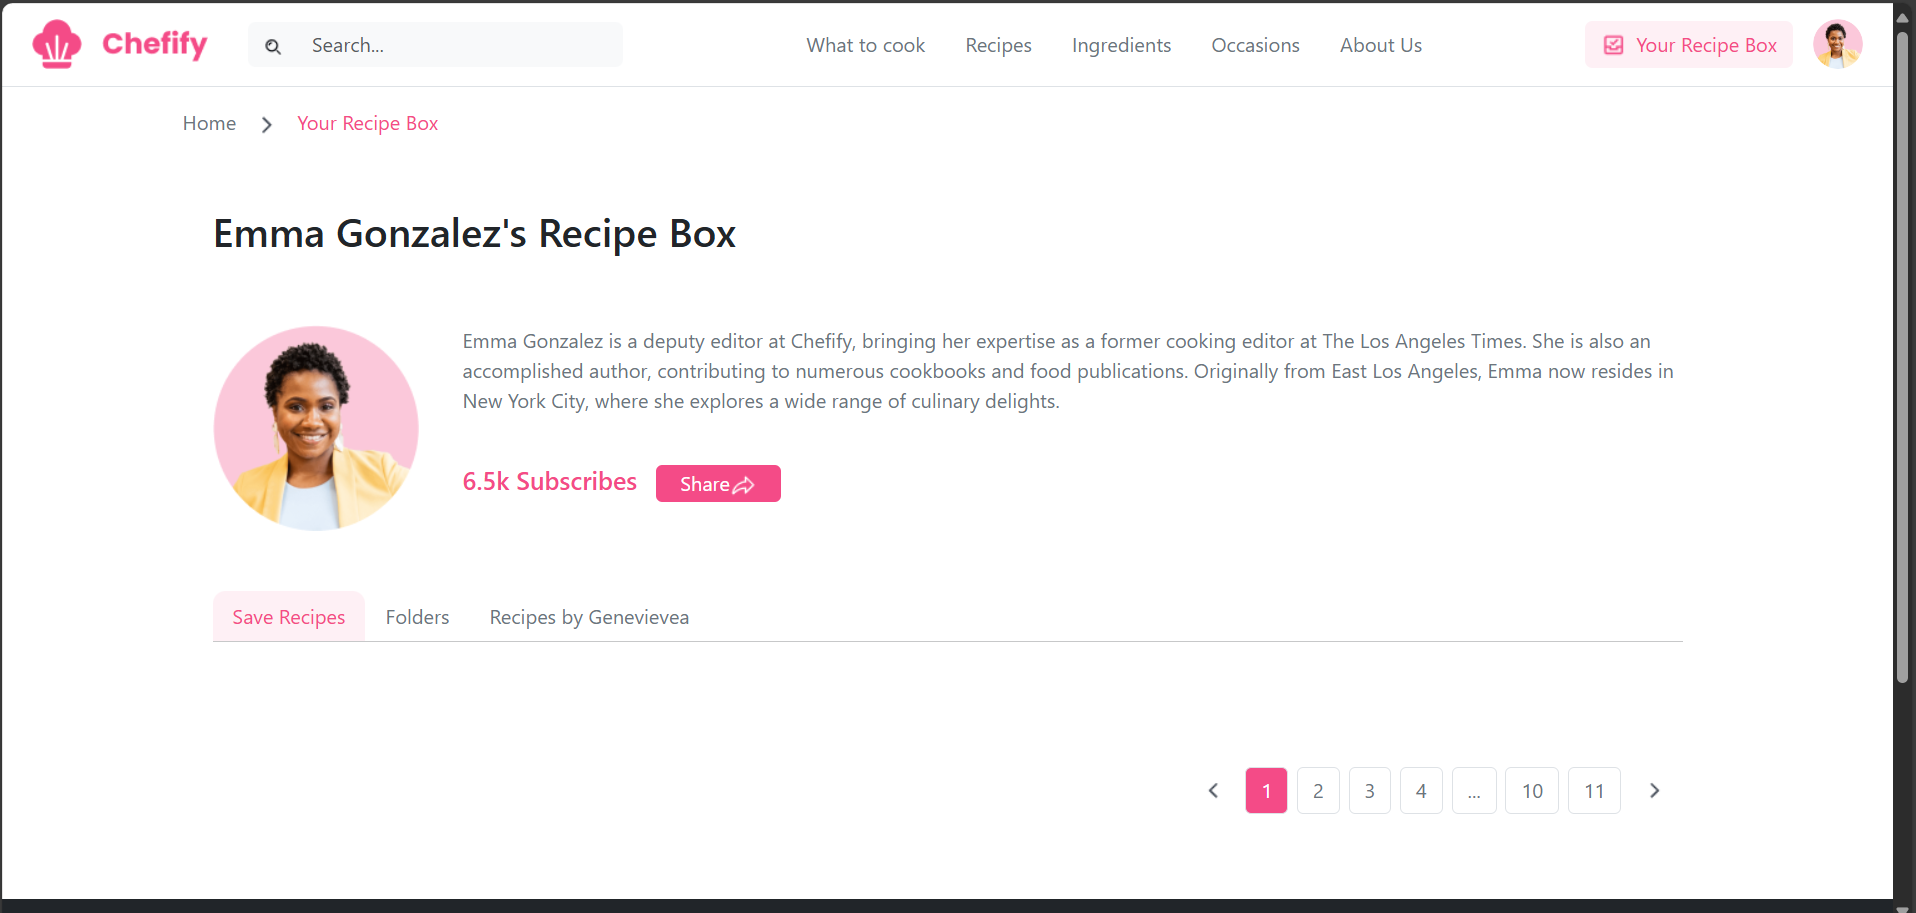 Chefify
Search...
What to cook
Recipes
Ingredients
Occasions
About Us
Your Recipe Box
Home
Your Recipe Box
Emma Gonzalez's Recipe Box
Emma Gonzalez is a deputy editor at Chefify, bringing her expertise as a former cooking editor at The Los Angeles Times. She is also an
accomplished author, contributing to numerous cookbooks and food publications. Originally from East Los Angeles, Emma now resides in
New York City, where she explores a wide range of culinary delights.
6.5k Subscribes
Share
Save Recipes
Folders
Recipes by Genevievea
1
2
3
4
...
10
11